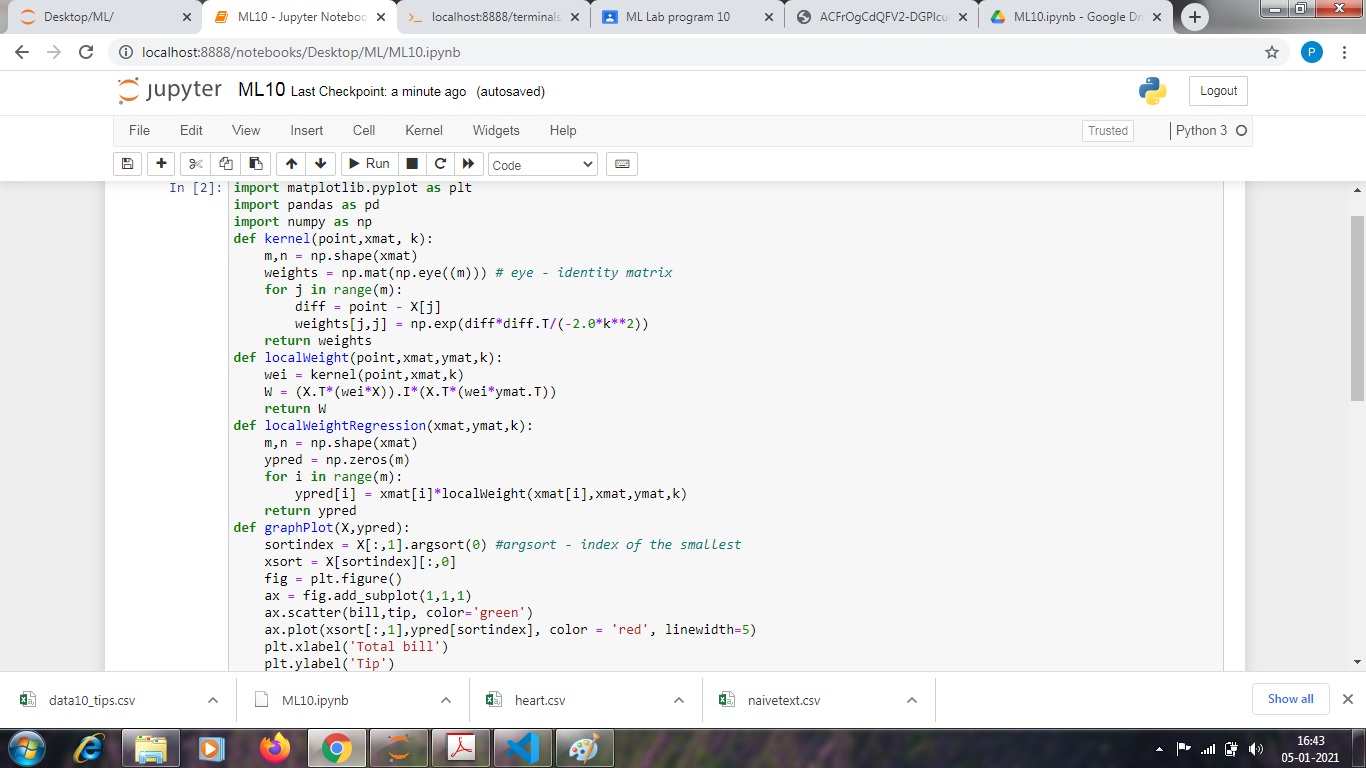 Desktop/ML/
ML10 - Jupyter Noteboo
localhost:8888/terminals
ML Lab program 10
ACFrOgCdQFV2-DGPIcu
ML10.ipynb - Google Dri
localhost:8888/notebooks/Desktop/ML/ML10.ipynb
P
jupyter ML10 Last Checkpoint: a minute ago (autosaved)
Logout
File Edit View Insert Cell Kernel Widgets Help
Trusted
Python 3
Run
Code
In [2]: import matplotlib.pyplot as plt
import pandas as pd
import numpy as np
def kernel(point,xmat, k):
    m,n = np.shape(xmat)
    weights = np.mat(np.eye((m))) # eye - identity matrix
    for j in range(m):
        diff = point - X[j]
        weights[j,j] = np.exp(diff*diff.T/(-2.0*k**2))
    return weights
def localWeight(point,xmat,ymat,k):
    wei = kernel(point,xmat,k)
    W = (X.T*(wei*X)).I*(X.T*(wei*ymat.T))
    return W
def localWeightRegression(xmat,ymat,k):
    m,n = np.shape(xmat)
    ypred = np.zeros(m)
    for i in range(m):
        ypred[i] = xmat[i]*localWeight(xmat[i],xmat,ymat,k)
    return ypred
def graphPlot(X,ypred):
    sortindex = X[:,1].argsort(0) #argsort - index of the smallest
    xsort = X[sortindex][:,0]
    fig = plt.figure()
    ax = fig.add_subplot(1,1,1)
    ax.scatter(bill,tip, color='green')
    ax.plot(xsort[:,1],ypred[sortindex], color = 'red', linewidth=5)
    plt.xlabel('Total bill')
    plt.ylabel('Tip')
data10_tips.csv
ML10.ipynb
heart.csv
naivetext.csv
Show all
16:43
05-01-2021